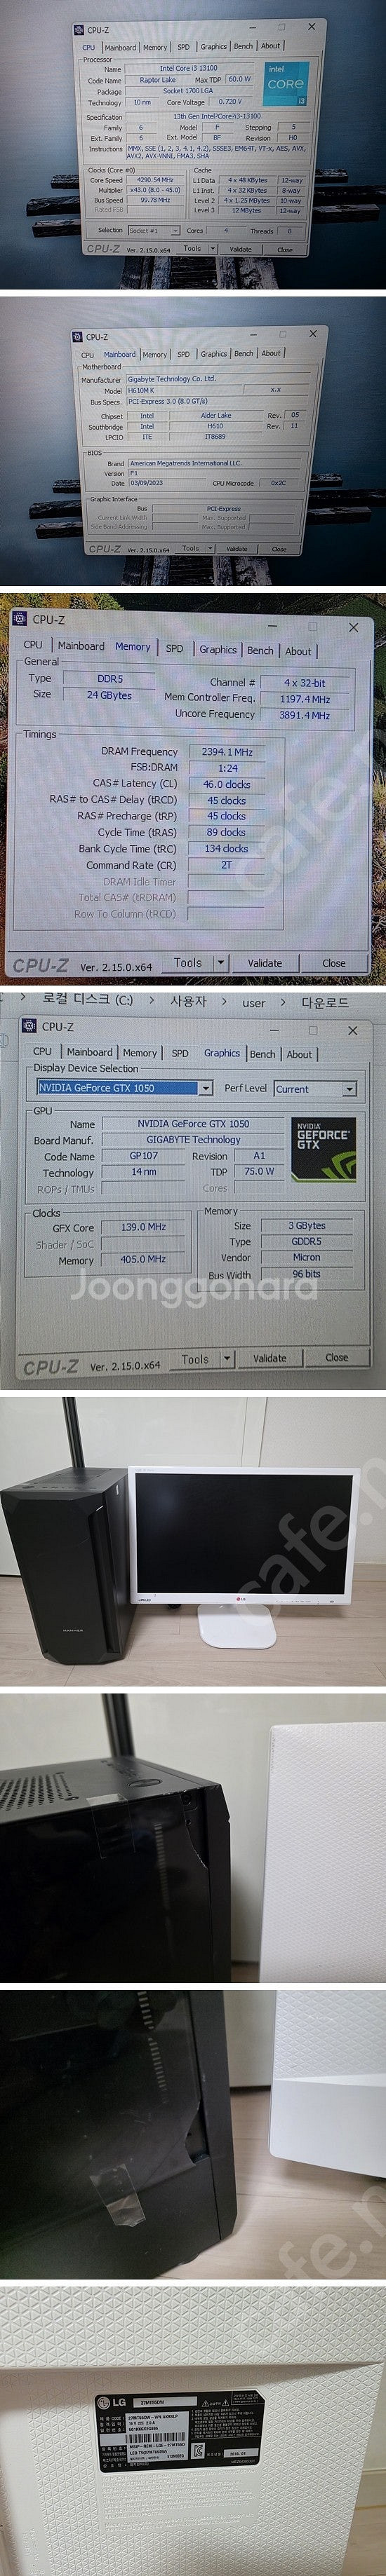 CPU-Z
CPU Mainboard Memory SPD Graphics Bench About
Processor
Name Intel Core i3 13100
Code Name Raptor Lake Max TDP 60.0 W
Package Socket 1700 LGA
Technology 10 nm Core Voltage 0.720 V
intel CORE i3
Specification 13th Gen Intel?Core?i3-13100
Family 6 Model F Stepping 5
Ext. Family 6 Ext. Model BF Revision H0
Instructions MMX, SSE (1, 2, 3, 4.1, 4.2), SSSE3, EM64T, VT-x, AES, AVX,
AVX2, AVX-VNNI, FMA3, SHA
Clocks (Core #0) Cache
Core Speed 4290.54 MHz L1 Data 4 x 48 KBytes 12-way
Multiplier x43.0 (8.0 - 45.0) L1 Inst. 4 x 32 KBytes 8-way
Bus Speed 99.78 MHz Level 2 4 x 1.25 MBytes 10-way
Rated FSB Level 3 12 MBytes 12-way
Selection Socket #1 Cores 4 Threads 8
CPU-Z Ver. 2.15.0.x64 Tools Validate Close
CPU-Z
CPU Mainboard Memory SPD Graphics Bench About
Motherboard
Manufacturer Gigabyte Technology Co. Ltd.
Model H610M K x.x
Bus Specs. PCI-Express 3.0 (8.0 GT/s)
Chipset Intel Alder Lake Rev. 05
Southbridge Intel H610 Rev. 11
LPCIO ITE IT8689
BIOS
Brand American Megatrends International LLC.
Version F1
Date 03/09/2023 CPU Microcode 0x2C
Graphic Interface
Bus PCI-Express
Current Link Width Max. Supported
Side Band Addressing Max. Supported
CPU-Z Ver. 2.15.0.x64 Tools Validate Close
CPU-Z
CPU Mainboard Memory SPD Graphics Bench About
General
Type DDR5 Channel # 4 x 32-bit
Size 24 GBytes Mem Controller Freq. 1197.4 MHz
Uncore Frequency 3891.4 MHz
Timings
DRAM Frequency 2394.1 MHz
FSB:DRAM 1:24
CAS# Latency (CL) 46.0 clocks
RAS# to CAS# Delay (tRCD) 45 clocks
RAS# Precharge (tRP) 45 clocks
Cycle Time (tRAS) 89 clocks
Bank Cycle Time (tRC) 134 clocks
Command Rate (CR) 2T
DRAM Idle Timer
Total CAS# (tRDRAM)
Row To Column (tRCD)
CPU-Z Ver. 2.15.0.x64 Tools Validate Close
로컬 디스크 (C:) > 사용자 > user > 다운로드
CPU-Z
CPU Mainboard Memory SPD Graphics Bench About
Display Device Selection
NVIDIA GeForce GTX 1050 Perf Level Current
GPU
Name NVIDIA GeForce GTX 1050
Board Manuf. GIGABYTE Technology
Code Name GP107 Revision A1
Technology 14 nm TDP 75.0 W
ROPs / TMUs Cores
NVIDIA GEFORCE GTX
Clocks Memory
GFX Core 139.0 MHz Size 3 GBytes
Shader / SoC Type GDDR5
Memory 405.0 MHz Vendor Micron
Bus Width 96 bits
Joonggonara
CPU-Z Ver. 2.15.0.x64 Tools Validate Close
LG
LG 27MT55DW